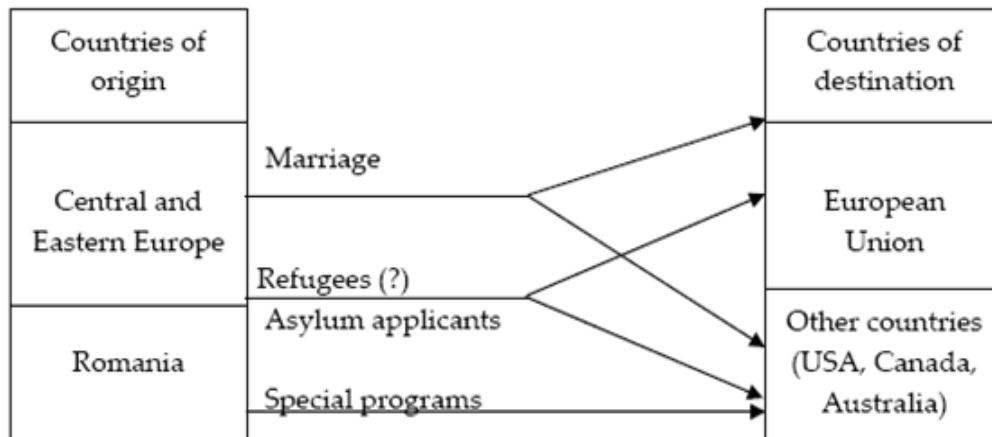 Countries of
origin
Central and
Eastern Europe
Romania
Marriage
Refugees (?)
Asylum applicants
Special programs
Countries of
destination
European
Union
Other countries
(USA, Canada,
Australia)